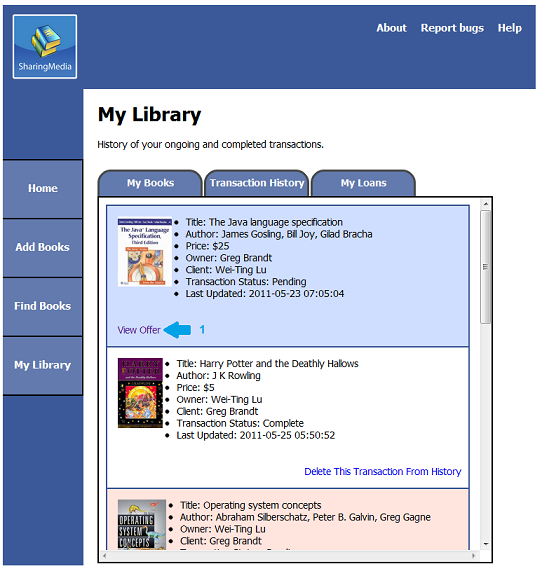 SharingMedia
About Report bugs Help
My Library
History of your ongoing and completed transactions.
Home
Add Books
Find Books
My Library
My Books Transaction History My Loans
The Java Language
Specification,
Third Edition
Title: The Java language specification
Author: James Gosling, Bill Joy, Gilad Bracha
Price: $25
Owner: Greg Brandt
Client: Wei-Ting Lu
Transaction Status: Pending
Last Updated: 2011-05-23 07:05:04
View Offer 1
Title: Harry Potter and the Deathly Hallows
Author: J K Rowling
Price: $5
Owner: Wei-Ting Lu
Client: Greg Brandt
Transaction Status: Complete
Last Updated: 2011-05-25 05:50:52
Delete This Transaction From History
OPERATING
SYSTEM
CONCEPTS
Title: Operating system concepts
Author: Abraham Silberschatz, Peter B. Galvin, Greg Gagne
Owner: Wei-Ting Lu
Client: Greg Brandt